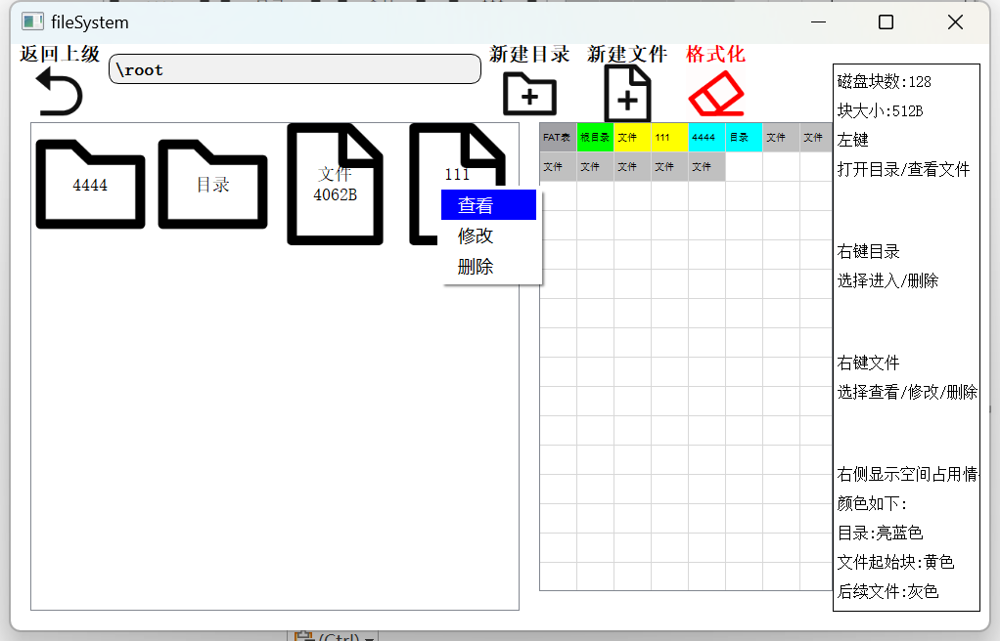 fileSystem
返回上级
\root
新建目录
新建文件
格式化
4444
目录
文件
4062B
111
查看
修改
删除
FAT表 根目录 文件 111 4444 目录 文件 文件
文件 文件 文件 文件 文件
磁盘块数:128
块大小:512B
左键
打开目录/查看文件
右键目录
选择进入/删除
右键文件
选择查看/修改/删除
右侧显示空间占用情
颜色如下:
目录:亮蓝色
文件起始块:黄色
后续文件:灰色
(Ctrl)